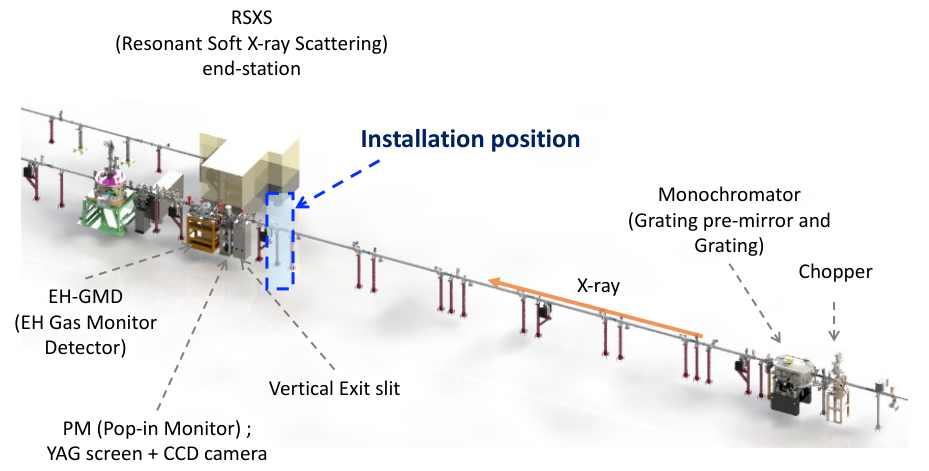 RSXS
(Resonant Soft X-ray Scattering)
end-station
Installation position
Monochromator
(Grating pre-mirror and
Grating)
Chopper
X-ray
EH-GMD
(EH Gas Monitor
Detector)
Vertical Exit slit
PM (Pop-in Monitor) ;
YAG screen + CCD camera